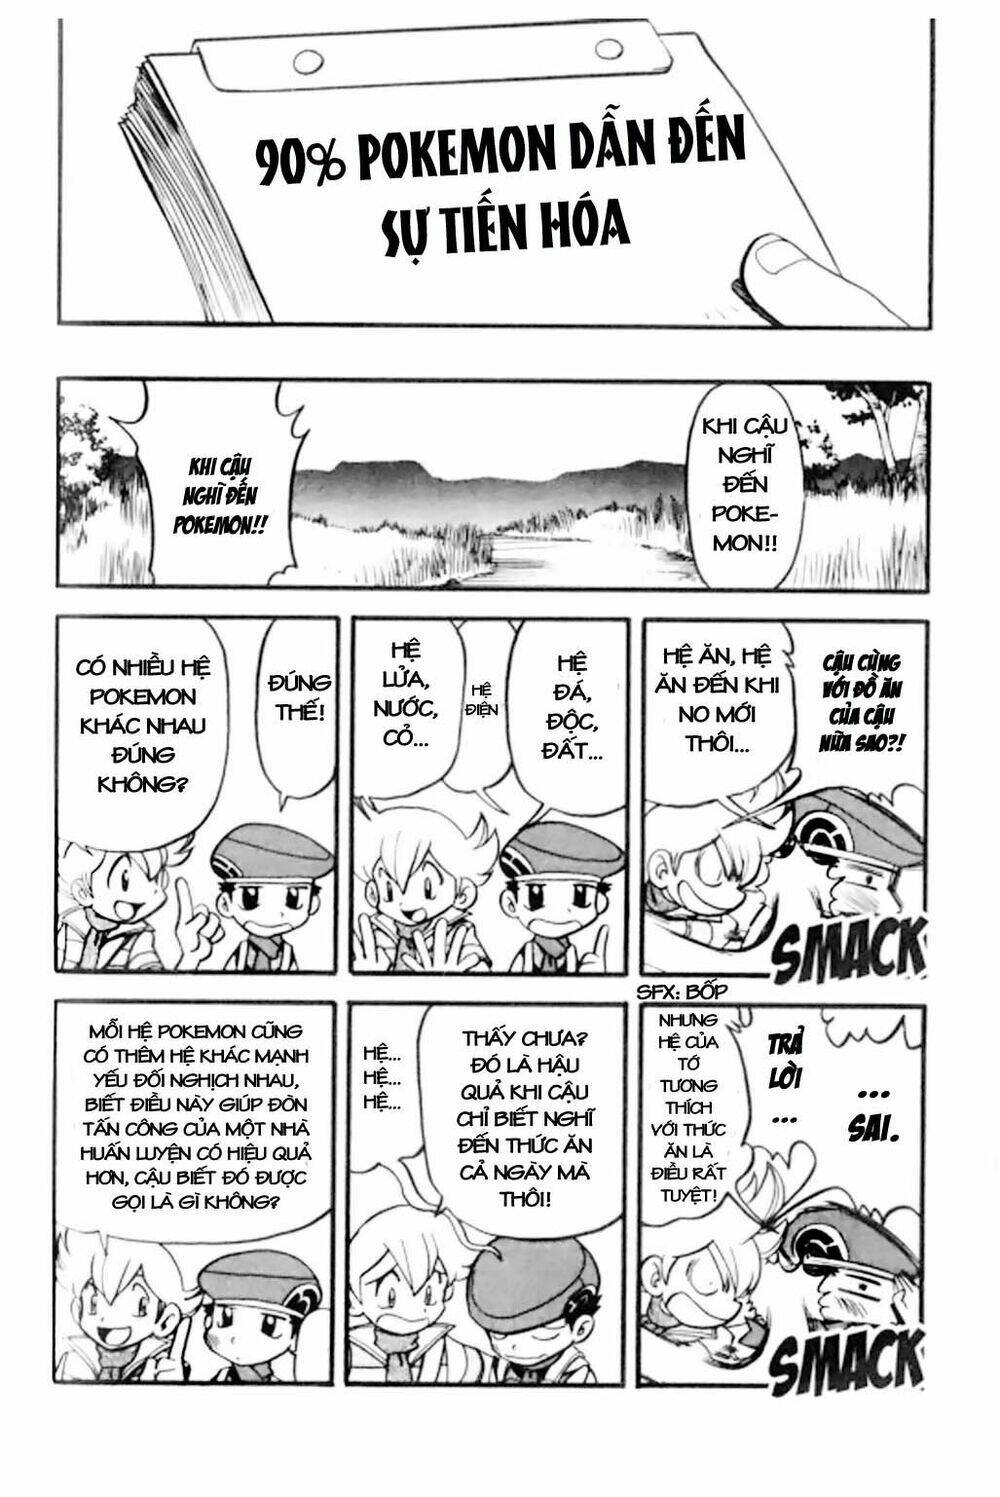 90% POKEMON DẪN ĐẾN
SỰ TIẾN HÓA
KHI CẬU
NGHĨ ĐẾN
POKEMON!!
KHI CẬU
NGHĨ
ĐẾN
POKE-
MON!!
CÓ NHIỀU HỆ
POKEMON
KHÁC NHAU
ĐÚNG
KHÔNG?
ĐÚNG
THẾ!
HỆ
LỬA,
NƯỚC,
CỎ...
HỆ
ĐIỆN
HỆ
ĐÁ,
ĐỘC,
ĐẤT...
HỆ ĂN, HỆ
ĂN ĐẾN KHI
NO MỚI
THÔI...
CẬU CÙNG
VỚI ĐỒ ĂN
CỦA CẬU
NỮA SAO?!
SMACK
SFX: BỐP
MỖI HỆ POKEMON CŨNG
CÓ THÊM HỆ KHÁC MẠNH
YẾU ĐỐI NGHỊCH NHAU,
BIẾT ĐIỀU NÀY GIÚP ĐÒN
TẤN CÔNG CỦA MỘT NHÀ
HUẤN LUYỆN CÓ HIỆU QUẢ
HƠN, CẬU BIẾT ĐÓ ĐƯỢC
GỌI LÀ GÌ KHÔNG?
HỆ...
HỆ...
HỆ...
THẤY CHƯA?
ĐÓ LÀ HẬU
QUẢ KHI CẬU
CHỈ BIẾT NGHĨ
ĐẾN THỨC ĂN
CẢ NGÀY MÀ
THÔI!
NHƯNG
HỆ CỦA
TỚ
TƯƠNG
THÍCH
VỚI THỨC
ĂN LÀ
ĐIỀU RẤT
TUYỆT!
TRẢ
LỜI
...
...
SAI.
SMACK